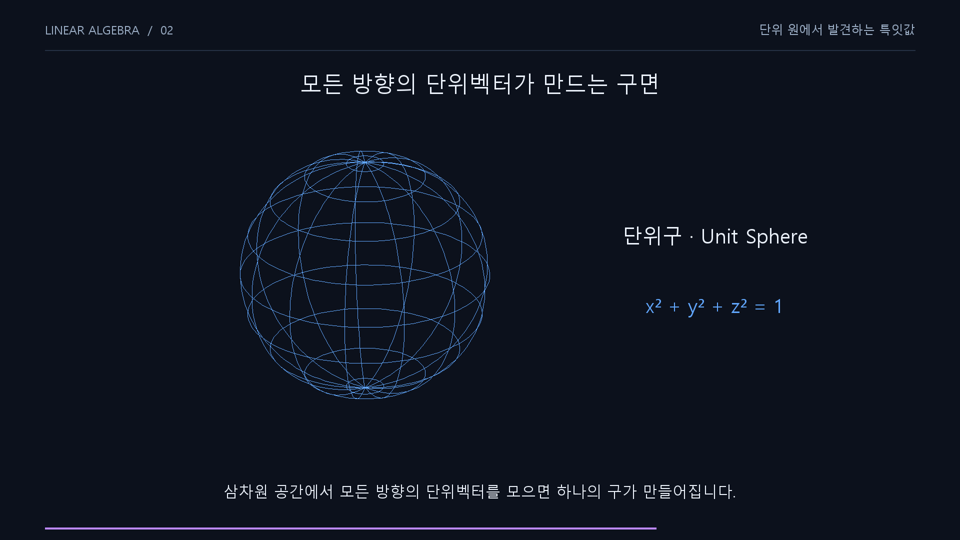 LINEAR ALGEBRA / 02
단위 원에서 발견하는 특잇값
모든 방향의 단위벡터가 만드는 구면
단위구 · Unit Sphere
x² + y² + z² = 1
삼차원 공간에서 모든 방향의 단위벡터를 모으면 하나의 구가 만들어집니다.